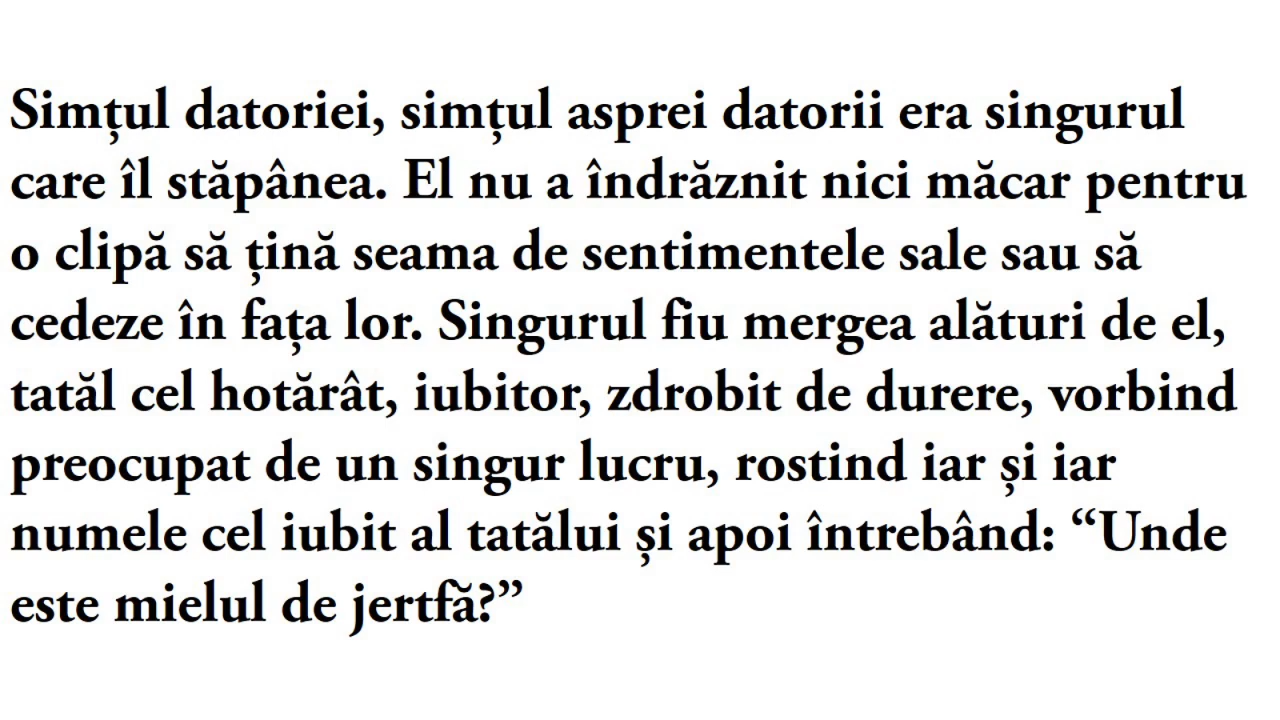 Simțul datoriei, simțul asprei datorii era singurul
care îl stăpânea. El nu a îndrăznit nici măcar pentru
o clipă să țină seama de sentimentele sale sau să
cedeze în fața lor. Singurul fiu mergea alături de el,
tatăl cel hotărât, iubitor, zdrobit de durere, vorbind
preocupat de un singur lucru, rostind iar și iar
numele cel iubit al tatălui și apoi întrebând: “Unde
este mielul de jertfă?”